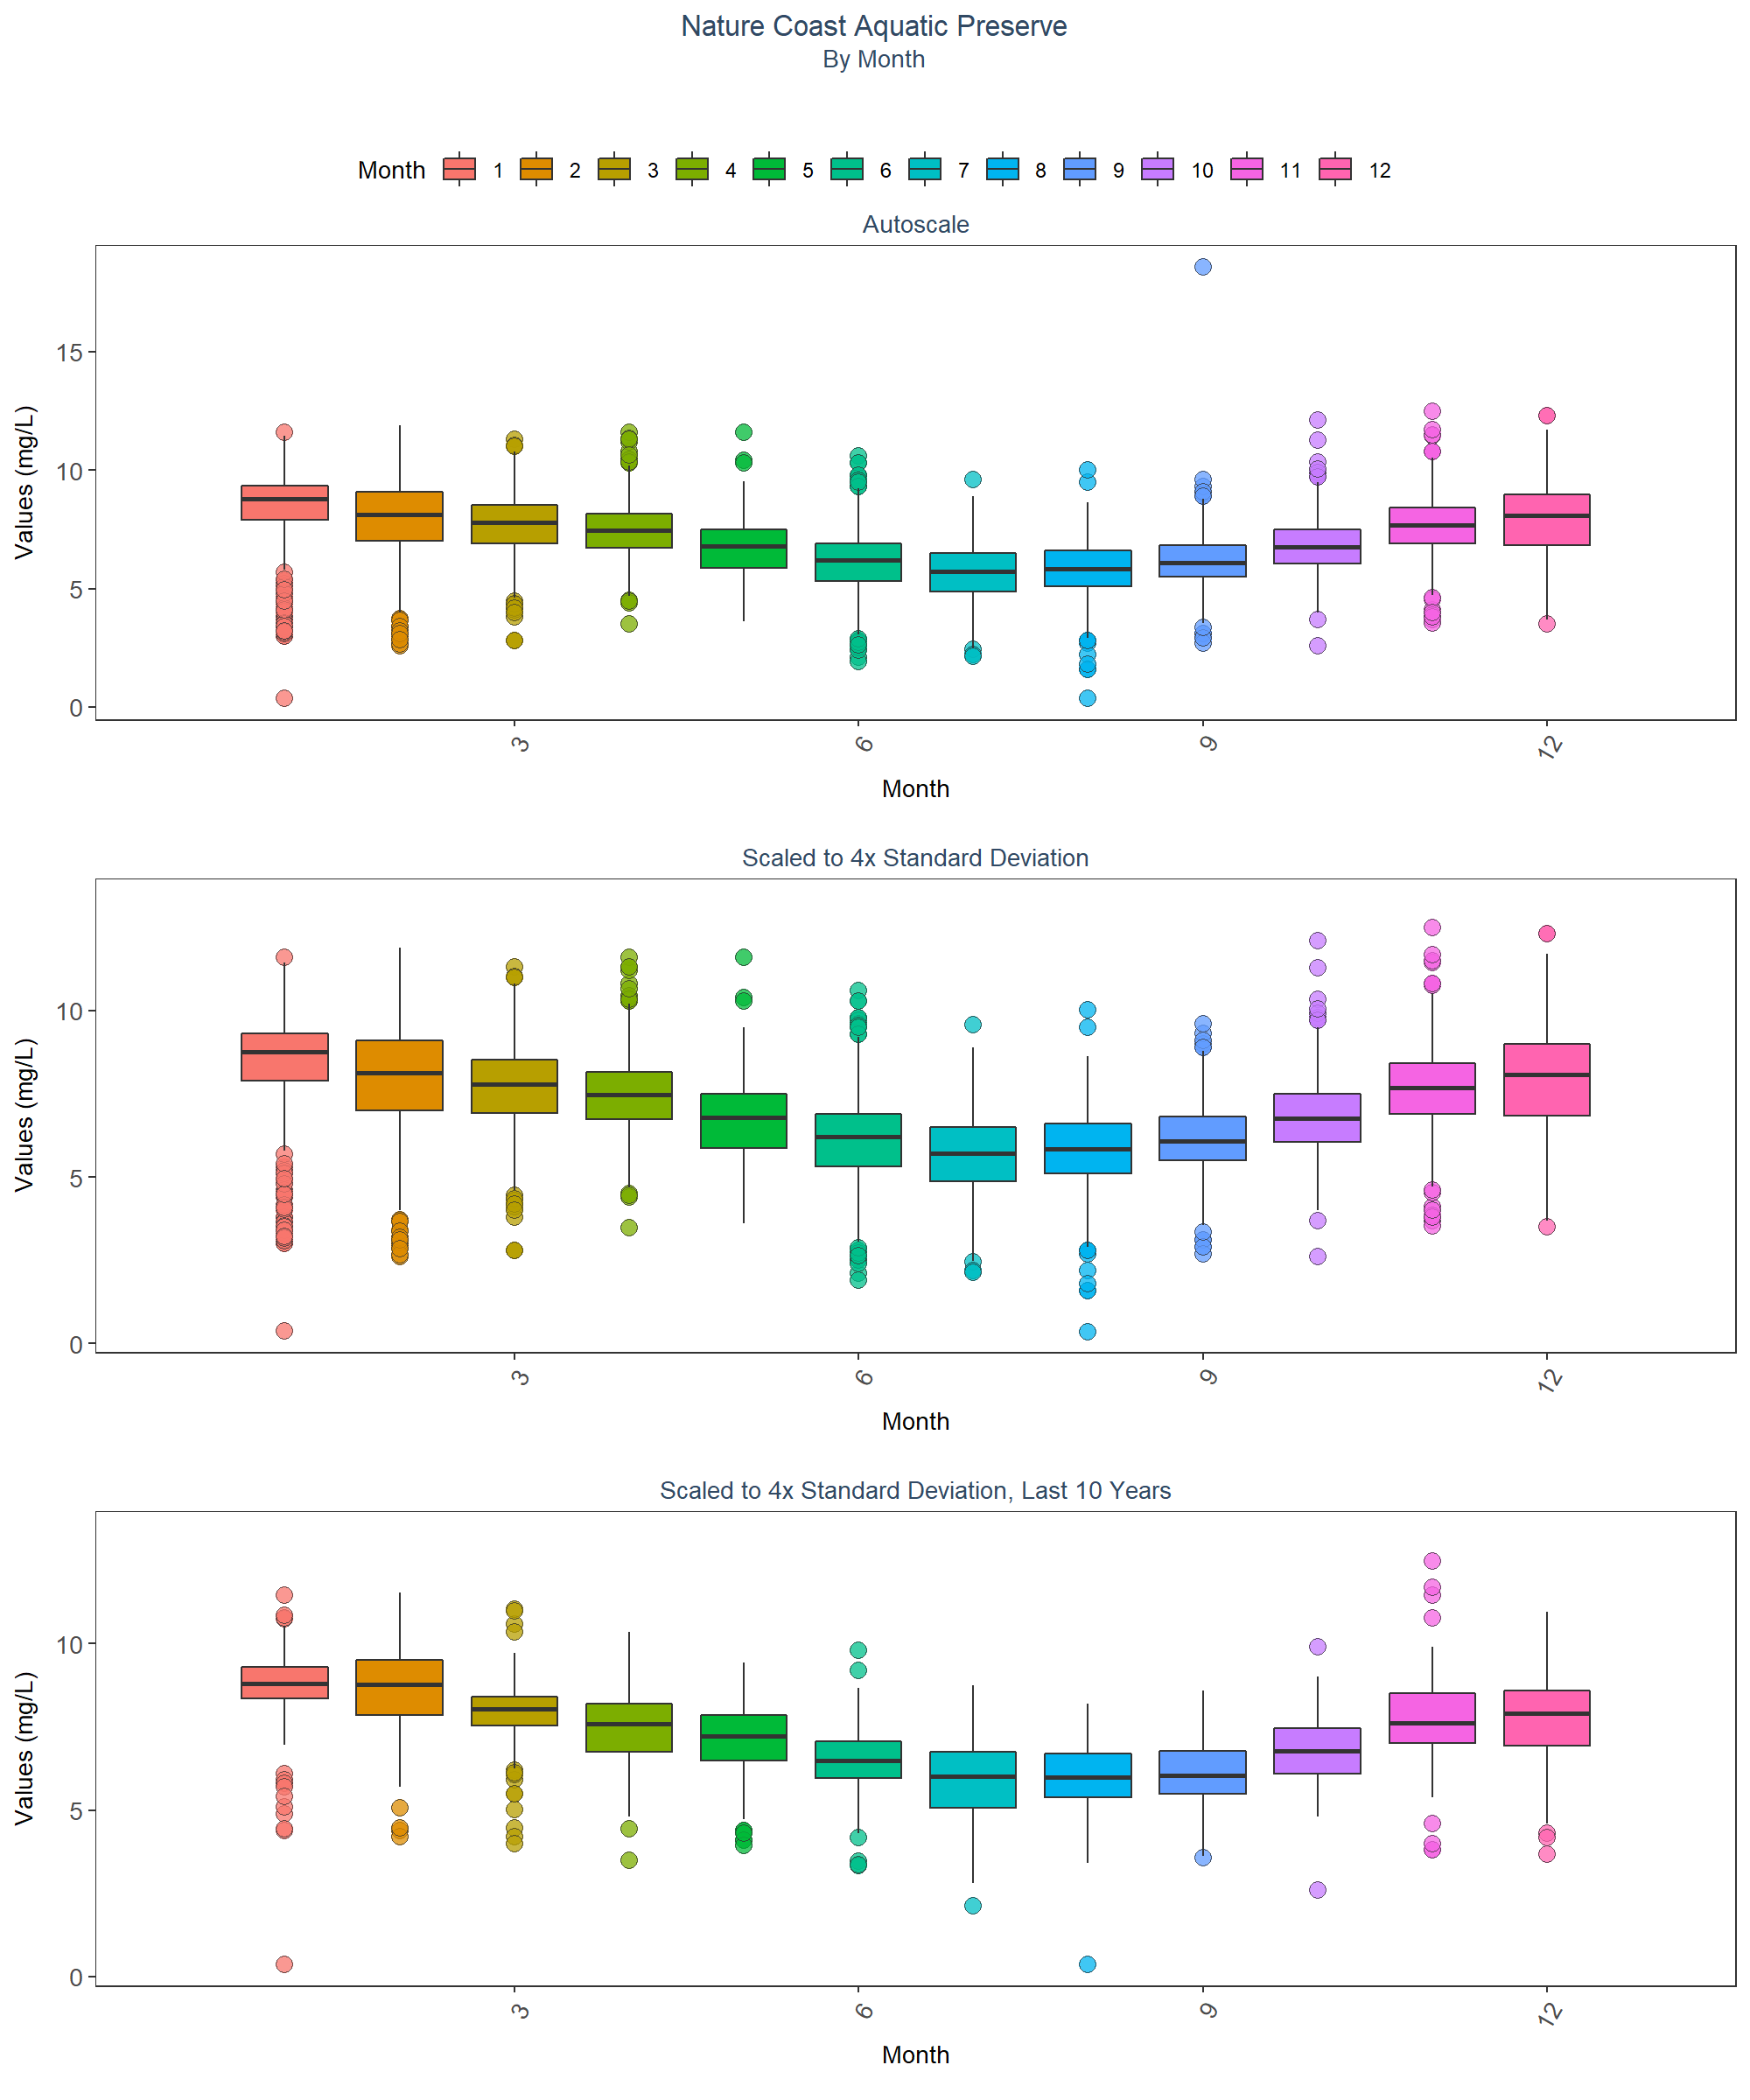 Nature Coast Aquatic Preserve
By Month
Month 1 2 3 4 5 6 7 8 9 10 11 12
Autoscale
Values (mg/L)
15
10
5
0
3 6 9 12
Month
Scaled to 4x Standard Deviation
Values (mg/L)
10
5
0
3 6 9 12
Month
Scaled to 4x Standard Deviation, Last 10 Years
Values (mg/L)
10
5
0
3 6 9 12
Month